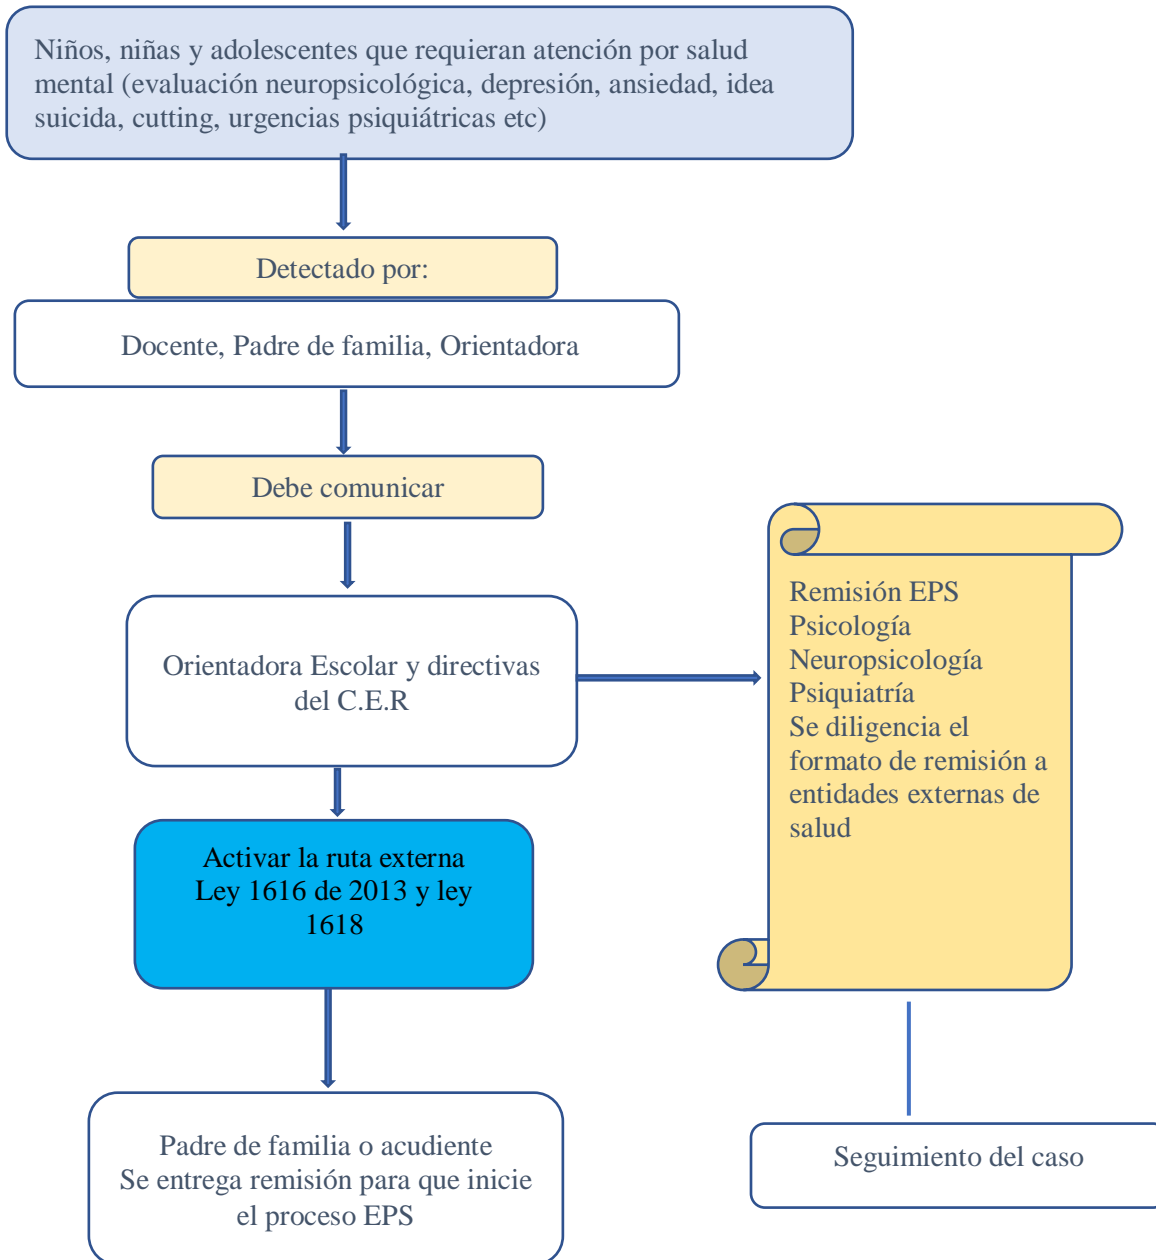 Niños, niñas y adolescentes que requieran atención por salud
mental (evaluación neuropsicológica, depresión, ansiedad, idea
suicida, cutting, urgencias psiquiátricas etc)
Detectado por:
Docente, Padre de familia, Orientadora
Debe comunicar
Orientadora Escolar y directivas
del C.E.R
Remisión EPS
Psicología
Neuropsicología
Psiquiatría
Se diligencia el
formato de remisión a
entidades externas de
salud
Activar la ruta externa
Ley 1616 de 2013 y ley
1618
Padre de familia o acudiente
Se entrega remisión para que inicie
el proceso EPS
Seguimiento del caso